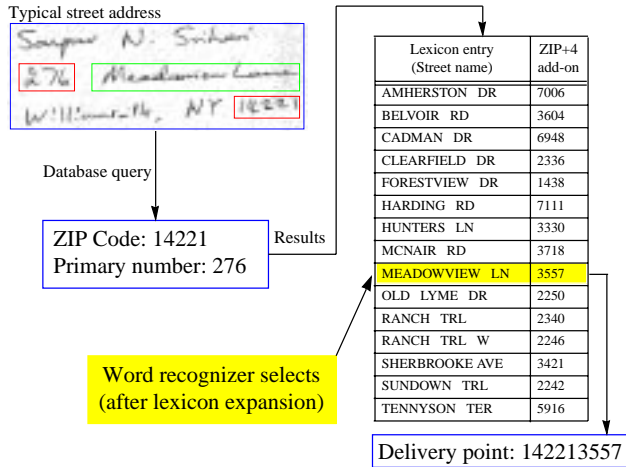 Typical street address
Sargur N. Srihari
276 Meadowview Lane
NY 14221
Database query
ZIP Code: 14221
Primary number: 276
Results
Lexicon entry (Street name) ZIP+4 add-on
AMHERSTON DR 7006
BELVOIR RD 3604
CADMAN DR 6948
CLEARFIELD DR 2336
FORESTVIEW DR 1438
HARDING RD 7111
HUNTERS LN 3330
MCNAIR RD 3718
MEADOWVIEW LN 3557
OLD LYME DR 2250
RANCH TRL 2340
RANCH TRL W 2246
SHERBROOKE AVE 3421
SUNDOWN TRL 2242
TENNYSON TER 5916
Word recognizer selects
(after lexicon expansion)
Delivery point: 142213557